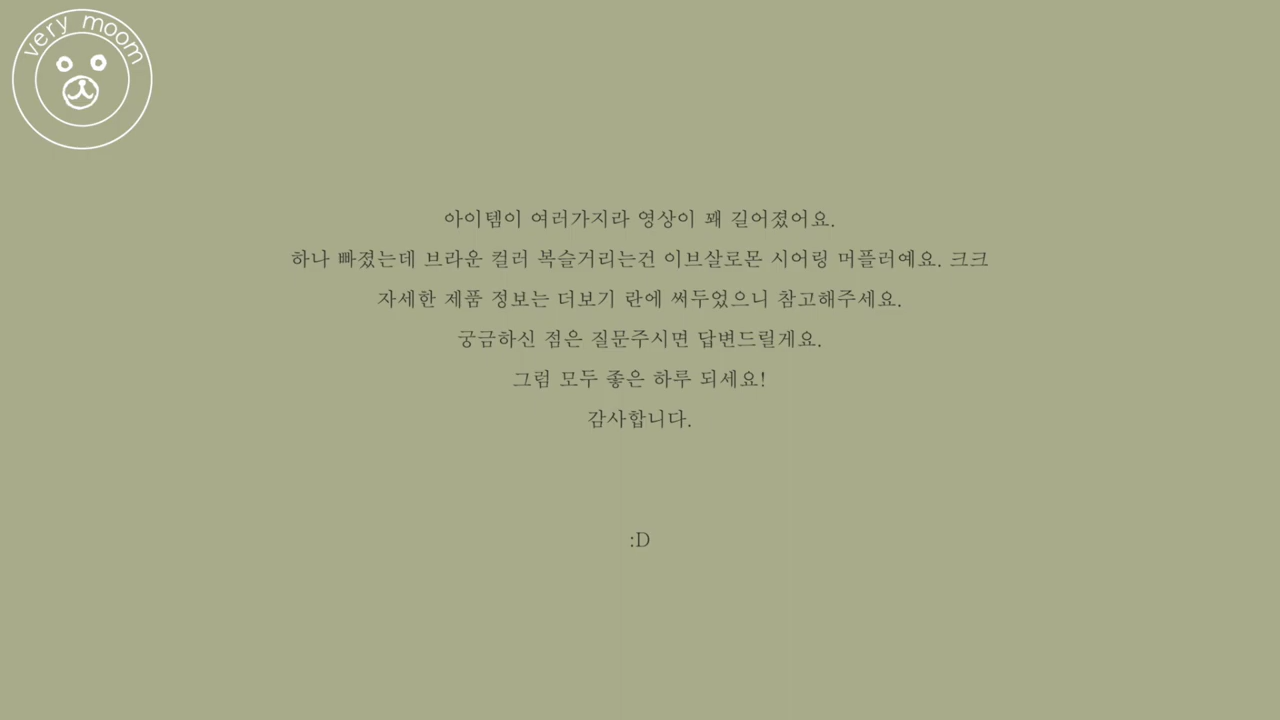 very moom
아이템이 여러가지라 영상이 꽤 길어졌어요.
하나 빠졌는데 브라운 컬러 복슬거리는건 이브살로몬 시어링 머플러예요. 크크
자세한 제품 정보는 더보기 란에 써두었으니 참고해주세요.
궁금하신 점은 질문주시면 답변드릴게요.
그럼 모두 좋은 하루 되세요!
감사합니다.
:D